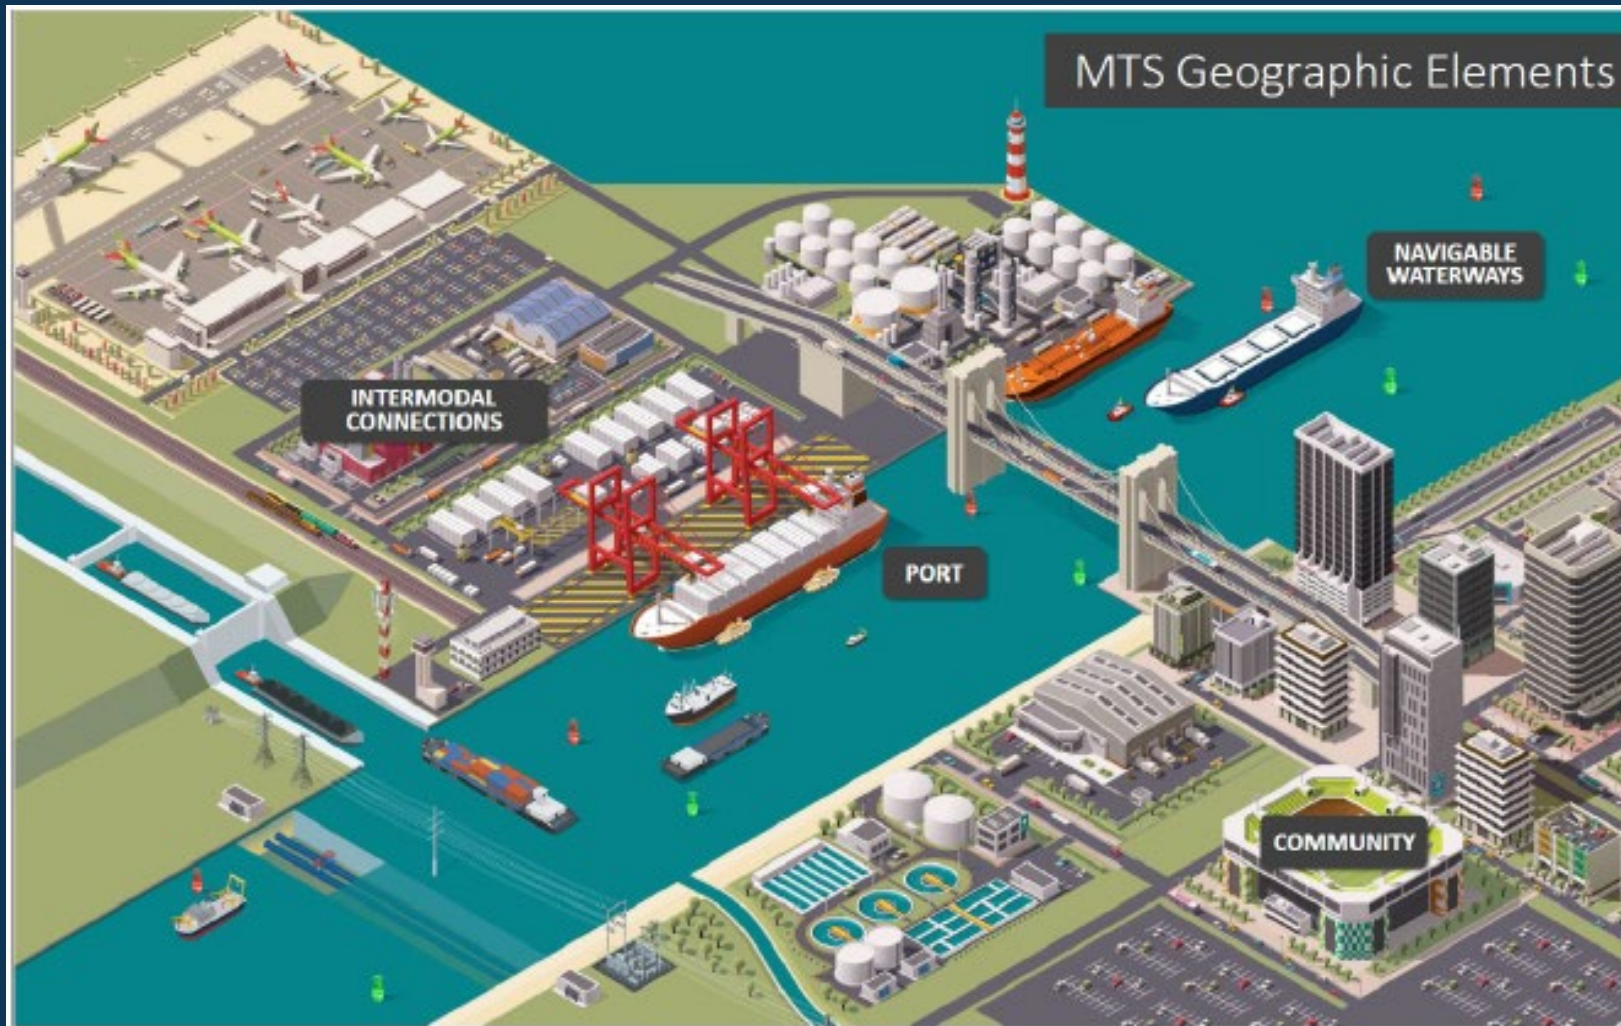 MTS Geographic Elements
NAVIGABLE
WATERWAYS
INTERMODAL
CONNECTIONS
PORT
COMMUNITY